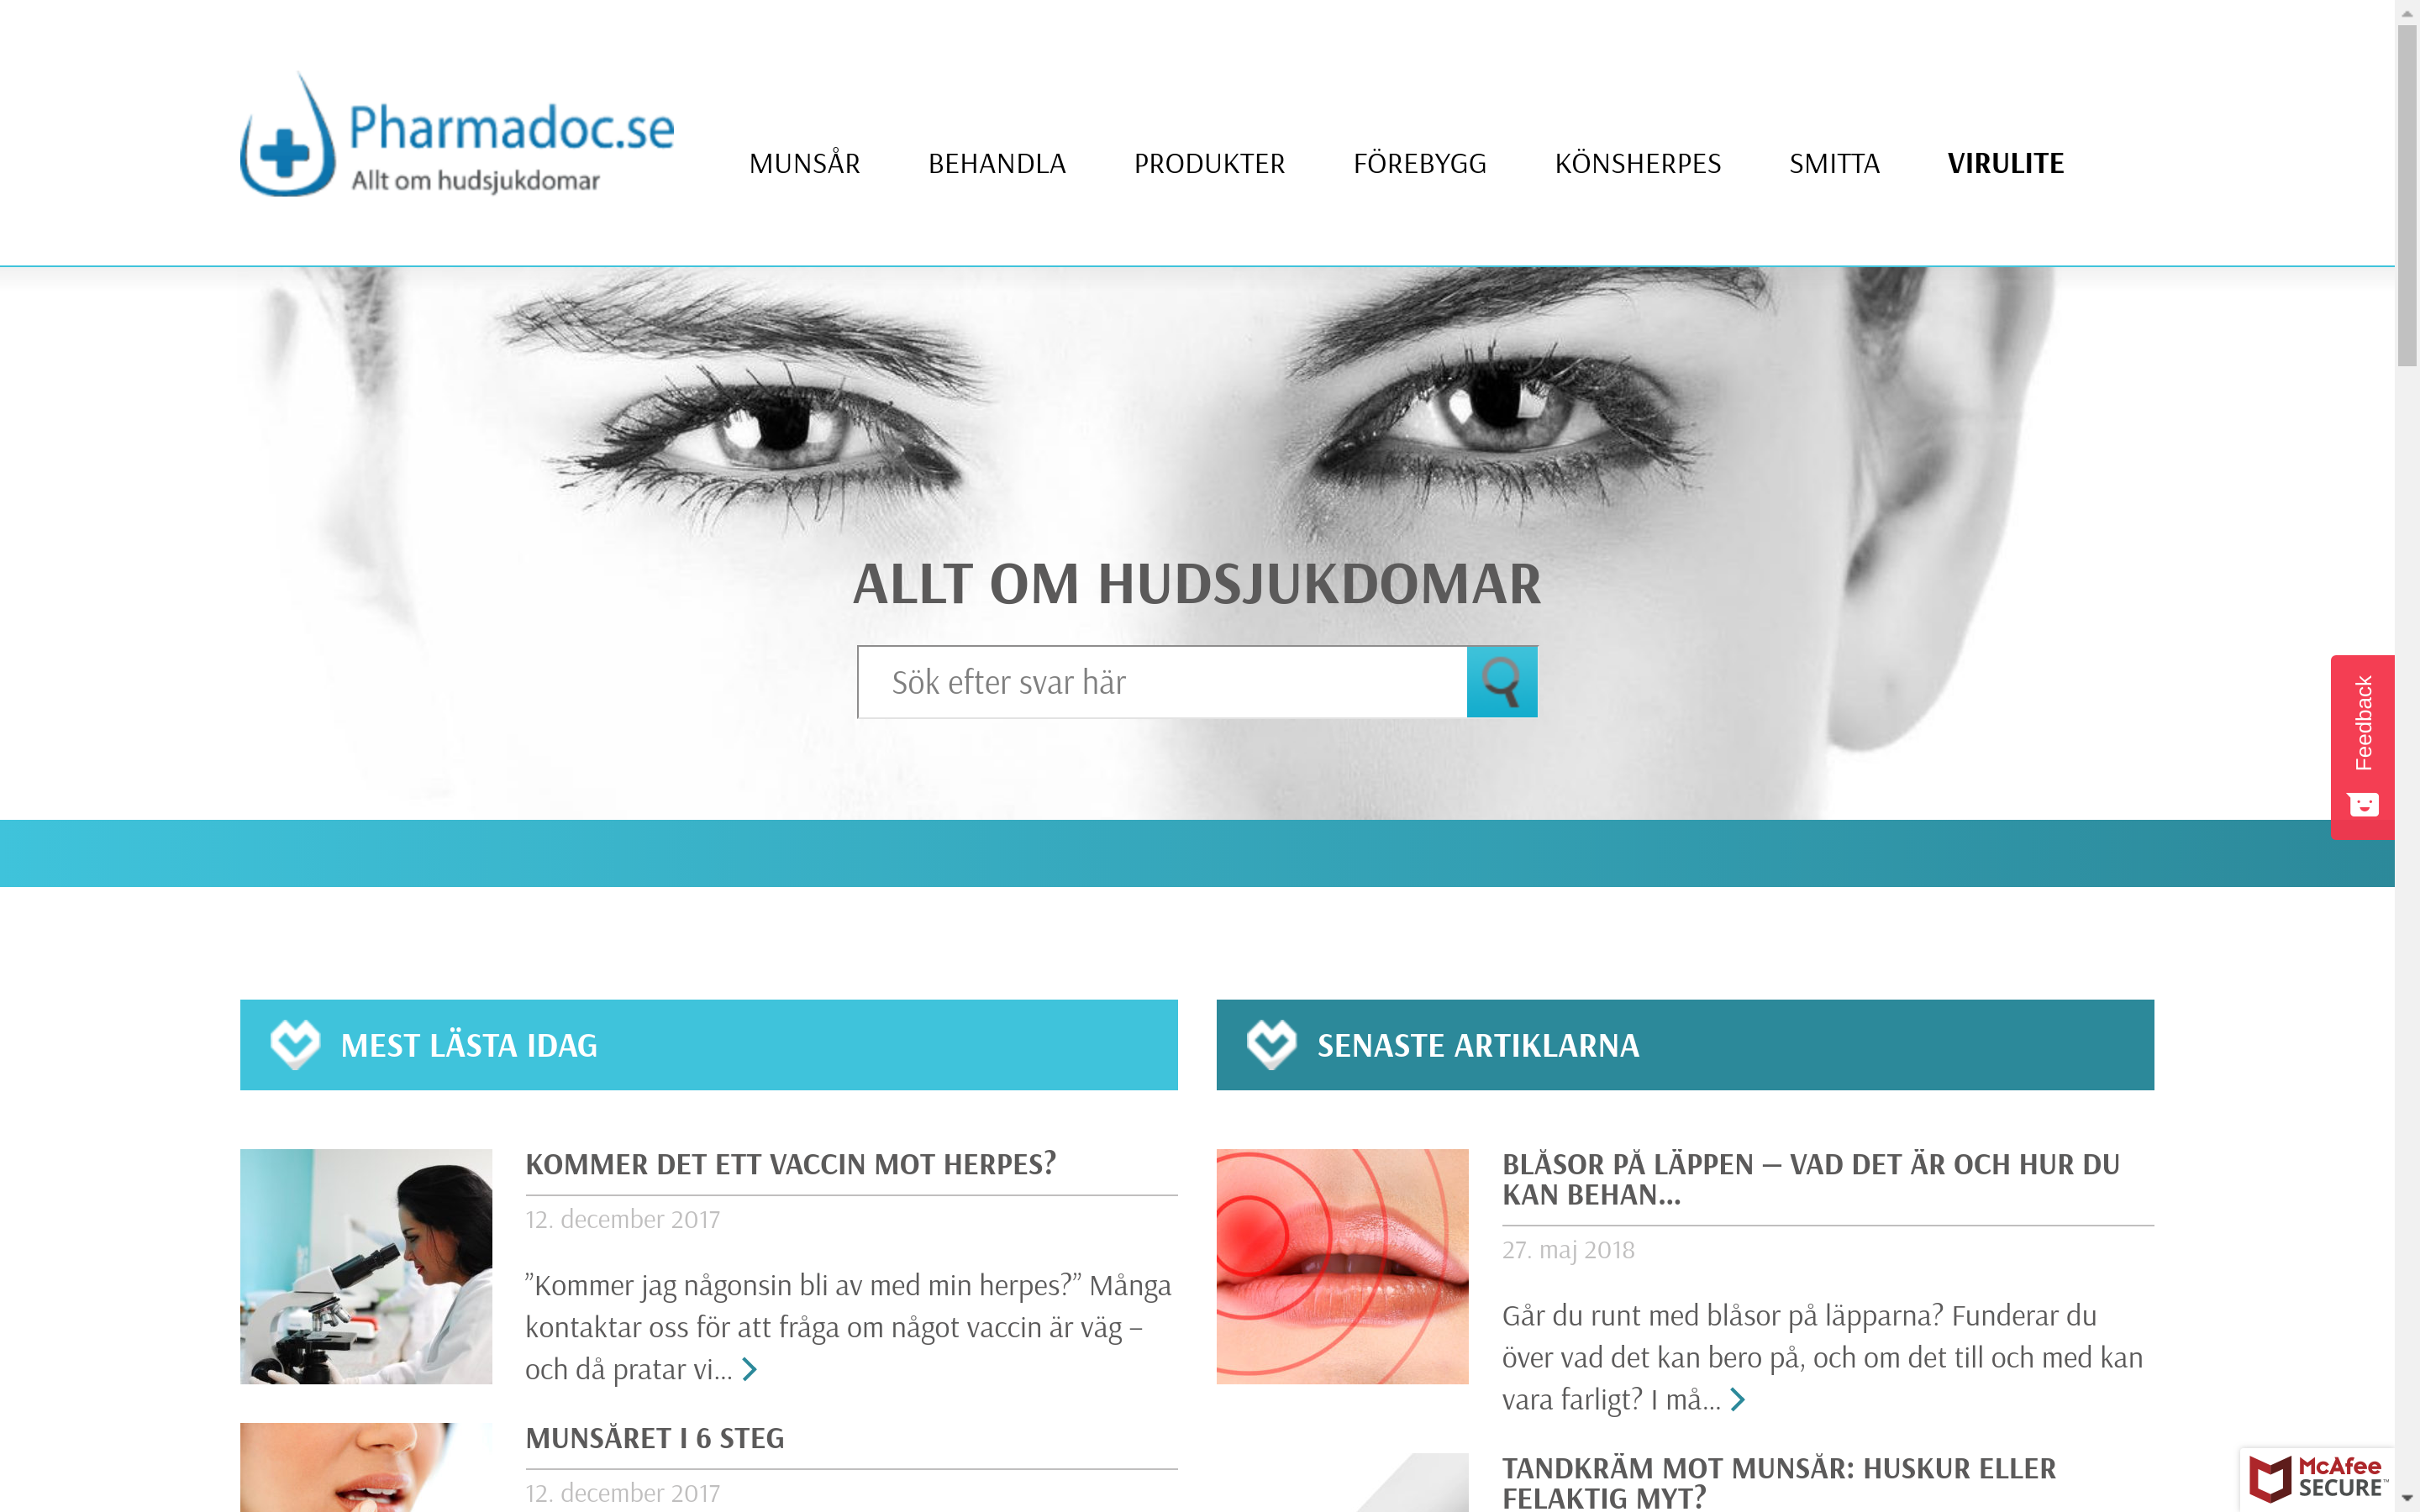 Pharmadoc.se
Allt om hudsjukdomar
MUNSÅR BEHANDLA PRODUKTER FÖREBYGG KÖNSHERPES SMITTA VIRULITE
ALLT OM HUDSJUKDOMAR
Sök efter svar här
Feedback
MEST LÄSTA IDAG
KOMMER DET ETT VACCIN MOT HERPES?
12. december 2017
”Kommer jag någonsin bli av med min herpes?” Många
kontaktar oss för att fråga om något vaccin är väg –
och då pratar vi...
MUNSÅRET I 6 STEG
12. december 2017
SENASTE ARTIKLARNA
BLÅSOR PÅ LÄPPEN – VAD DET ÄR OCH HUR DU
KAN BEHAN...
27. maj 2018
Går du runt med blåsor på läpparna? Funderar du
över vad det kan bero på, och om det till och med kan
vara farligt? I må...
TANDKRÄM MOT MUNSÅR: HUSKUR ELLER
FELAKTIG MYT?
McAfee
SECURE™